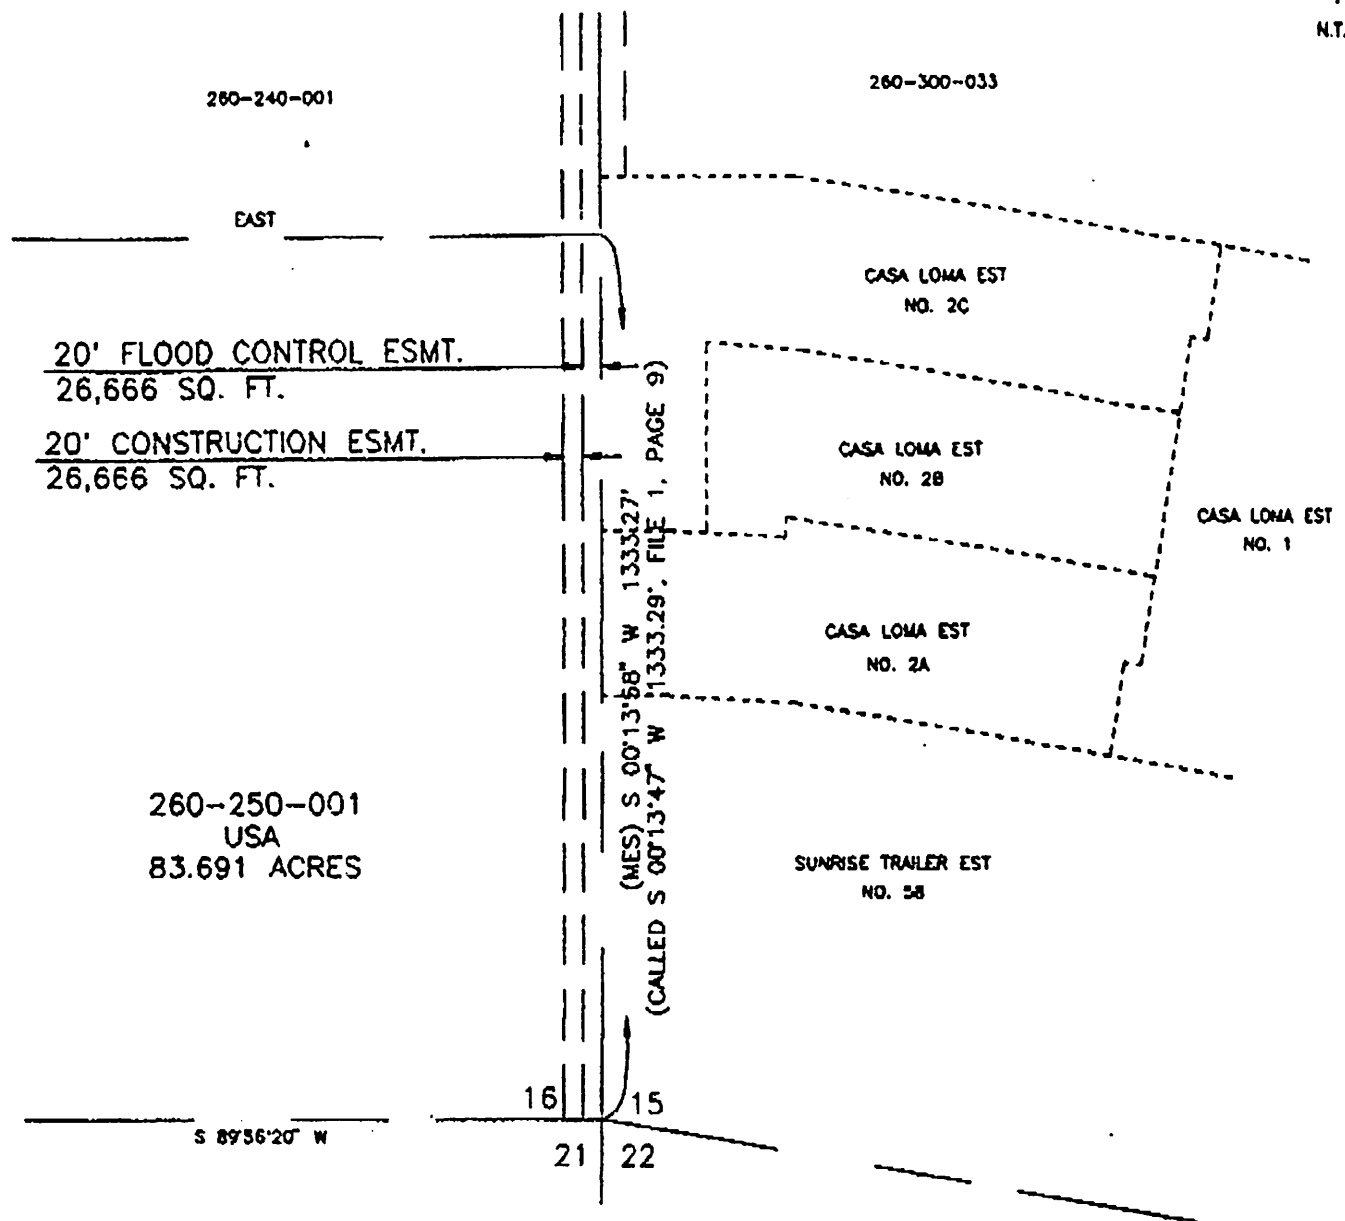 N.T.
260-240-001
260-300-033
EAST
CASA LOMA EST
NO. 2C
20' FLOOD CONTROL ESMT.
26,666 SQ. FT.
20' CONSTRUCTION ESMT.
26,666 SQ. FT.
CASA LOMA EST
NO. 2B
CASA LOMA EST
NO. 1
(MES) S 00°13'58" W 1333.27'
(CALLED S 00°13'47" W 1333.29', FILE 1, PAGE 9)
CASA LOMA EST
NO. 2A
260-250-001
USA
83.691 ACRES
SUNRISE TRAILER EST
NO. 5B
16
15
S 89°56'20" W
21
22